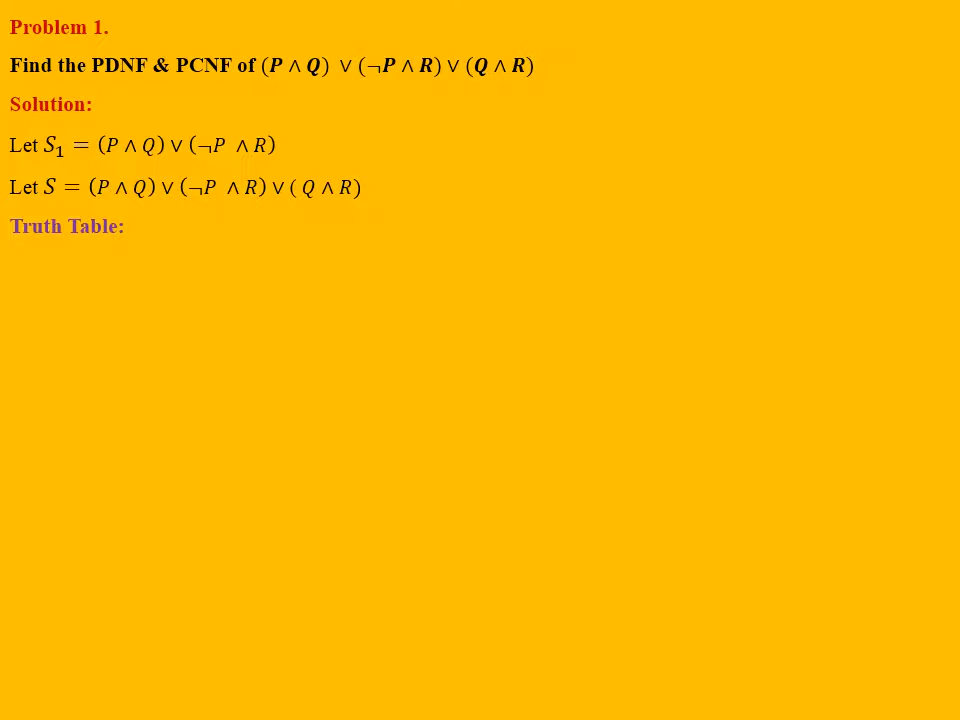 Problem 1.
Find the PDNF & PCNF of (𝑷 ∧ 𝑸) ∨ (¬𝑷 ∧ 𝑹) ∨ (𝑸 ∧ 𝑹)
Solution:
Let 𝑆₁ = (𝑃 ∧ 𝑄) ∨ (¬𝑃 ∧ 𝑅)
Let 𝑆 = (𝑃 ∧ 𝑄) ∨ (¬𝑃 ∧ 𝑅) ∨ ( 𝑄 ∧ 𝑅)
Truth Table: